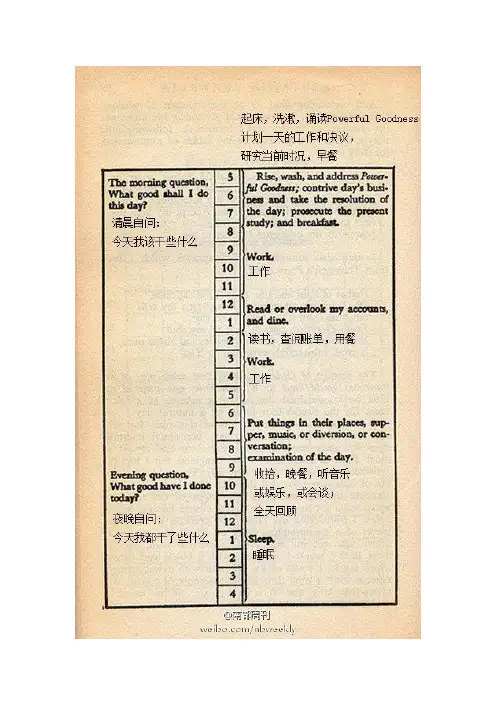 起床，洗漱，诵读Powerful Goodness
计划一天的工作和决议，
研究当前时况，早餐
The morning question,
What good shall I do
this day?
清晨自问：
今天我该干些什么
5
6
7
8
9
10
11
12
1
2
3
4
5
6
7
8
9
10
11
12
1
2
3
4
Rise, wash, and address Power-
ful Goodness; contrive day's busi-
ness and take the resolution of
the day; prosecute the present
study; and breakfast.
Work.
工作
Read or overlook my accounts,
and dine.
读书，查阅账单，用餐
Work.
工作
Put things in their places, sup-
per, music, or diversion, or con-
versation;
examination of the day.
收拾，晚餐，听音乐
或娱乐，或会谈；
全天回顾
Evening question,
What good have I done
today?
夜晚自问：
今天我都干了些什么
Sleep.
睡眠
@南都周刊
weibo.com/nbweekly